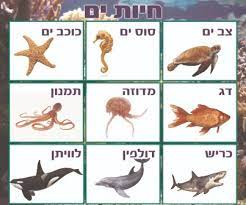 חיות ים
צב ים
סוס ים
כוכב ים
דג
מדוזה
תמנון
כריש
דולפין
לוויתן